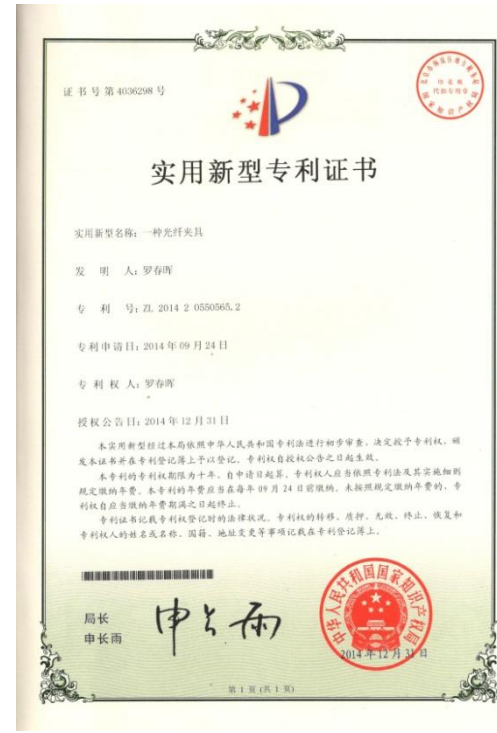 证书号第4036298号
印花税
代扣专用章
实用新型专利证书
实用新型名称：一种光纤夹具
发明人：罗春晖
专利号：ZL 2014 2 0550565.2
专利申请日：2014年09月24日
专利权人：罗春晖
授权公告日：2014年12月31日
本实用新型经过本局依照中华人民共和国专利法进行初步审查，决定授予专利权，颁
发本证书并在专利登记簿上予以登记。专利权自授权公告之日起生效。
本专利的专利权期限为十年，自申请日起算。专利权人应当依照专利法及其实施细则
规定缴纳年费。本专利的年费应当在每年09月24日前缴纳。未按照规定缴纳年费的，专
利权自应当缴纳年费期满之日起终止。
专利证书记载专利权登记时的法律状况。专利权的转移、质押、无效、终止、恢复和
专利权人的姓名或名称、国籍、地址变更等事项记载在专利登记簿上。
局长
申长雨
申长雨
中华人民共和国国家知识产权局
2014年12月31日
第1页(共1页)